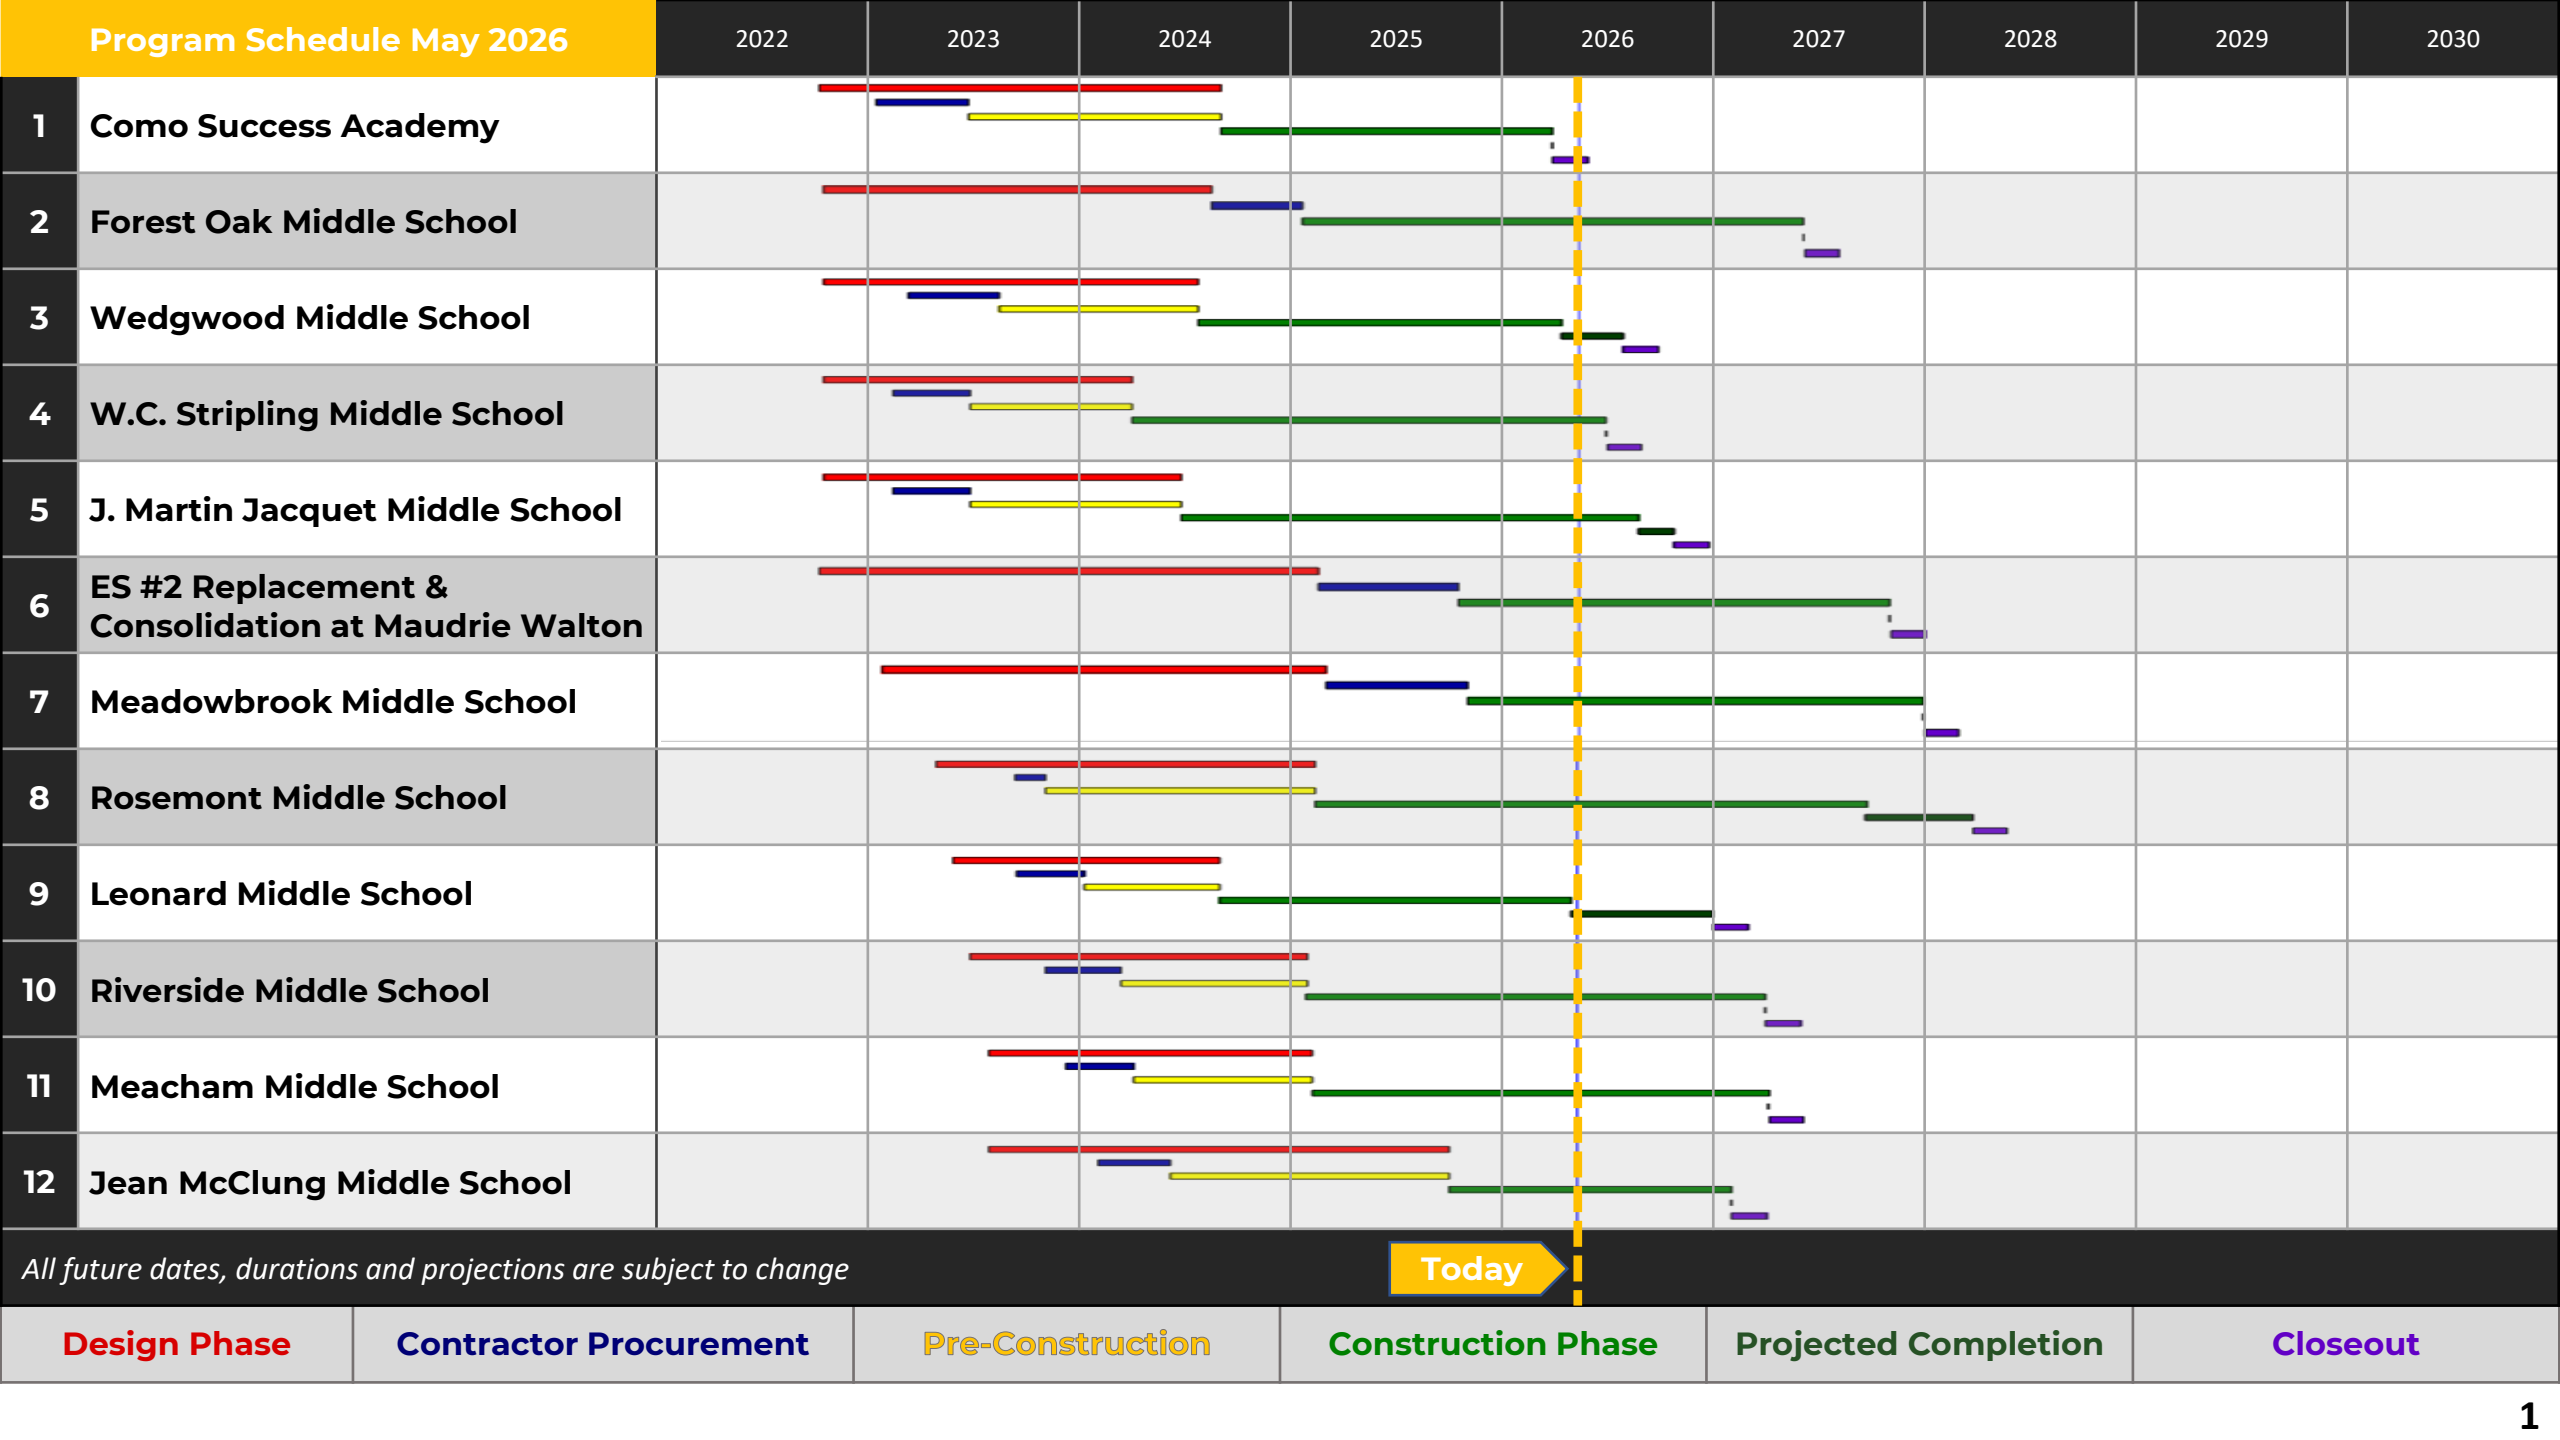 Program Schedule May 2026
2022 2023 2024 2025 2026 2027 2028 2029 2030
1 Como Success Academy
2 Forest Oak Middle School
3 Wedgwood Middle School
4 W.C. Stripling Middle School
5 J. Martin Jacquet Middle School
6 ES #2 Replacement &
Consolidation at Maudrie Walton
7 Meadowbrook Middle School
8 Rosemont Middle School
9 Leonard Middle School
10 Riverside Middle School
11 Meacham Middle School
12 Jean McClung Middle School
All future dates, durations and projections are subject to change
Today
Design Phase Contractor Procurement Pre-Construction Construction Phase Projected Completion Closeout
1